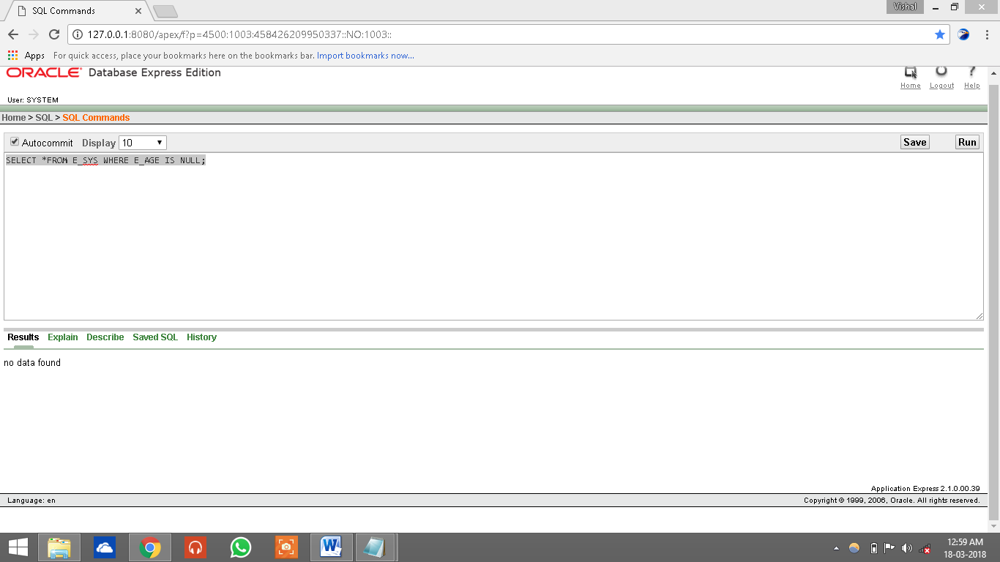 SQL Commands
Vishal
127.0.0.1:8080/apex/f?p=4500:1003:458426209950337::NO:1003::
Apps For quick access, place your bookmarks here on the bookmarks bar. Import bookmarks now...
ORACLE Database Express Edition
Home Logout Help
User: SYSTEM
Home > SQL > SQL Commands
Autocommit Display 10 Save Run
SELECT *FROM E_SYS WHERE E_AGE IS NULL;
Results Explain Describe Saved SQL History
no data found
Application Express 2.1.0.00.39
Language: en Copyright © 1999, 2006, Oracle. All rights reserved.
12:59 AM
18-03-2018